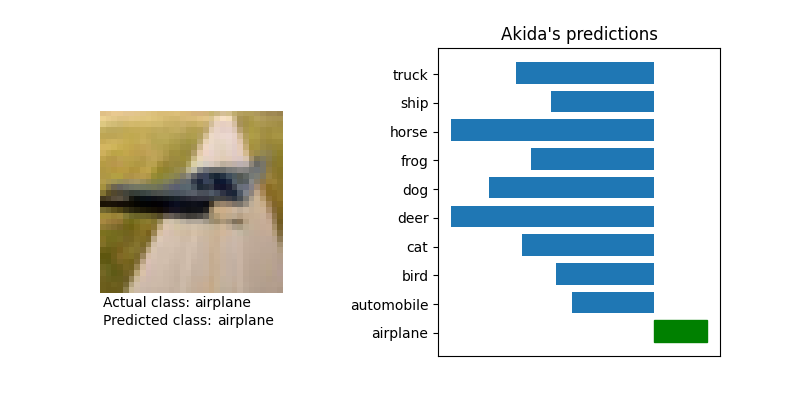 Akida's predictions
truck
ship
horse
frog
dog
deer
cat
bird
automobile
airplane
Actual class: airplane
Predicted class: airplane